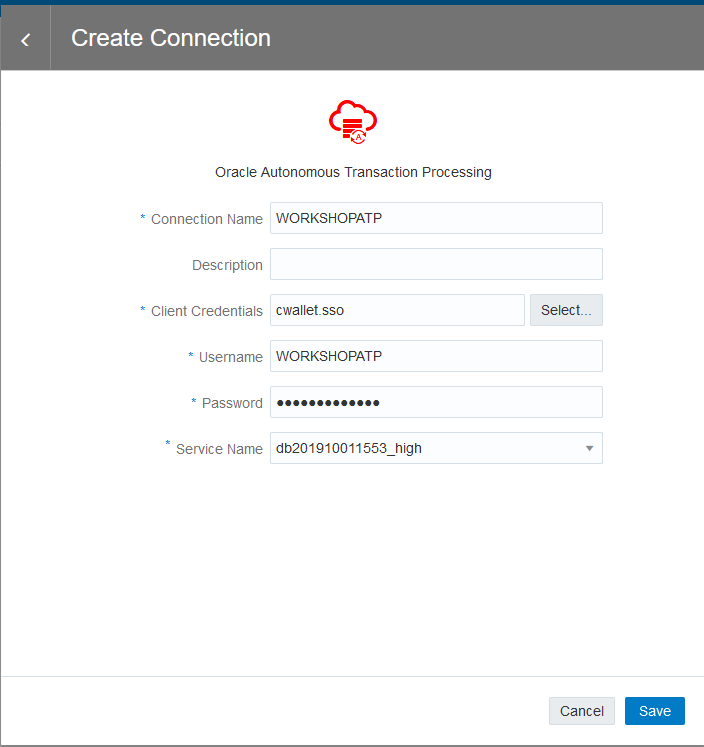 Create Connection
A
Oracle Autonomous Transaction Processing
* Connection Name WORKSHOPATP
Description
* Client Credentials cwallet.sso Select...
* Username WORKSHOPATP
* Password •••••••••••••
* Service Name db201910011553_high
Cancel Save